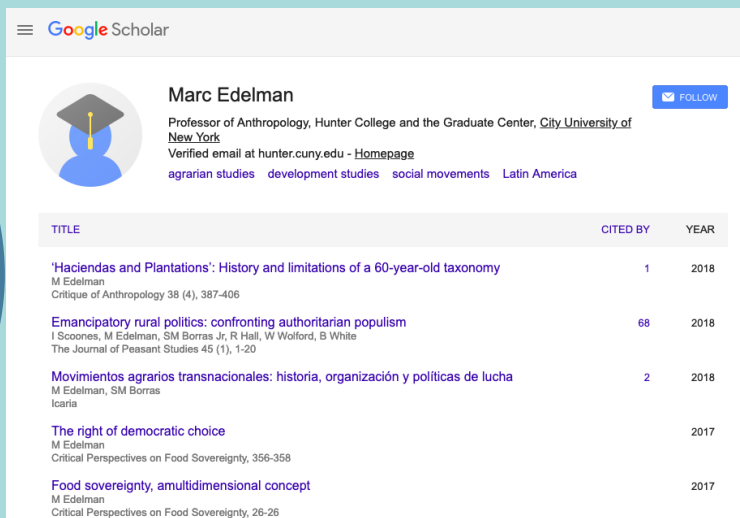 Google Scholar
Marc Edelman
FOLLOW
Professor of Anthropology, Hunter College and the Graduate Center, City University of
New York
Verified email at hunter.cuny.edu - Homepage
agrarian studies development studies social movements Latin America
TITLE CITED BY YEAR
‘Haciendas and Plantations’: History and limitations of a 60-year-old taxonomy 1 2018
M Edelman
Critique of Anthropology 38 (4), 387-406
Emancipatory rural politics: confronting authoritarian populism 68 2018
I Scoones, M Edelman, SM Borras Jr, R Hall, W Wolford, B White
The Journal of Peasant Studies 45 (1), 1-20
Movimientos agrarios transnacionales: historia, organización y políticas de lucha 2 2018
M Edelman, SM Borras
Icaria
The right of democratic choice 2017
M Edelman
Critical Perspectives on Food Sovereignty, 356-358
Food sovereignty, amultidimensional concept 2017
M Edelman
Critical Perspectives on Food Sovereignty, 26-26